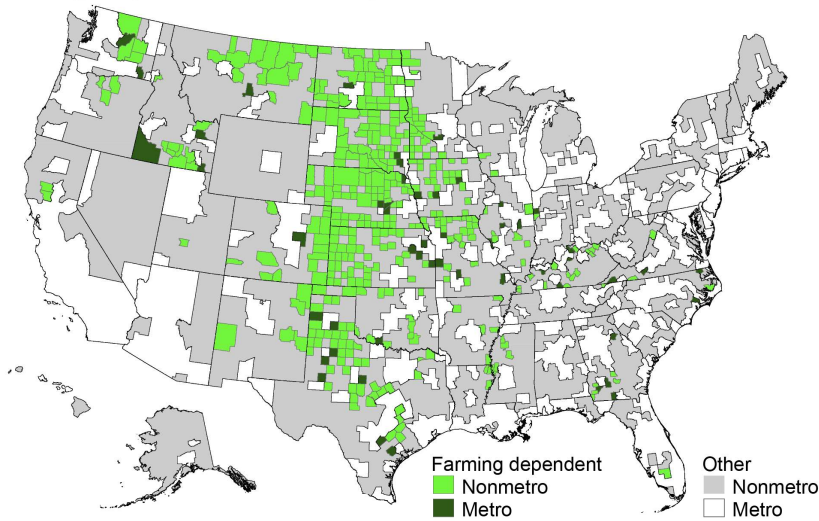 Farming dependent
Nonmetro
Metro
Other
Nonmetro
Metro